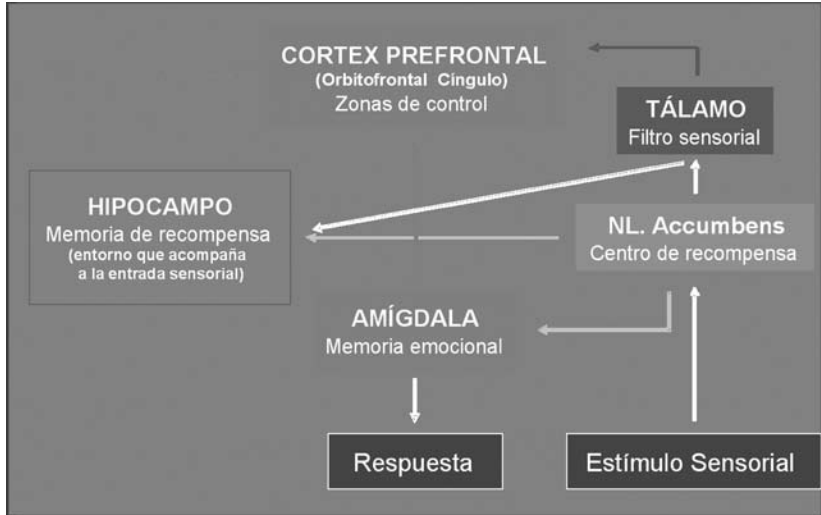 CORTEX PREFRONTAL
(Orbitofrontal Cíngulo)
Zonas de control
TÁLAMO
Filtro sensorial
HIPOCAMPO
Memoria de recompensa
(entorno que acompaña
a la entrada sensorial)
NL. Accumbens
Centro de recompensa
AMÍGDALA
Memoria emocional
Respuesta
Estímulo Sensorial